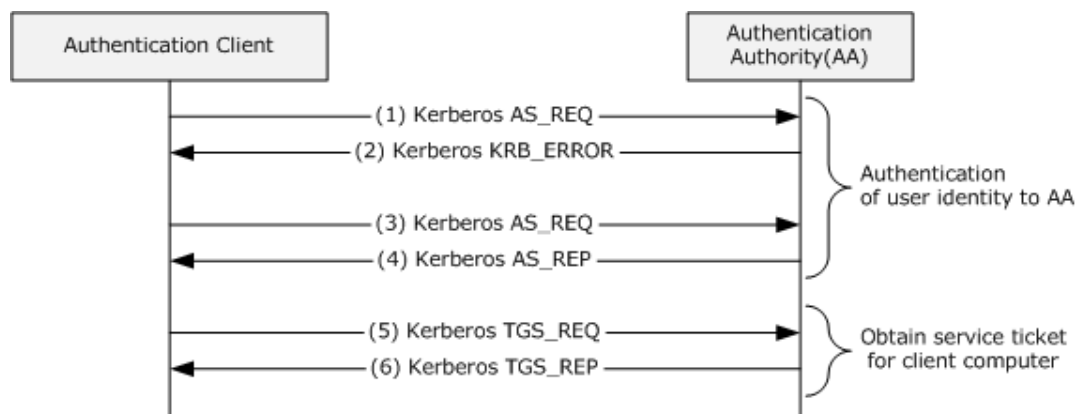 Authentication Client
Authentication
Authority(AA)
(1) Kerberos AS_REQ
(2) Kerberos KRB_ERROR
Authentication
of user identity to AA
(3) Kerberos AS_REQ
(4) Kerberos AS_REP
(5) Kerberos TGS_REQ
Obtain service ticket
for client computer
(6) Kerberos TGS_REP